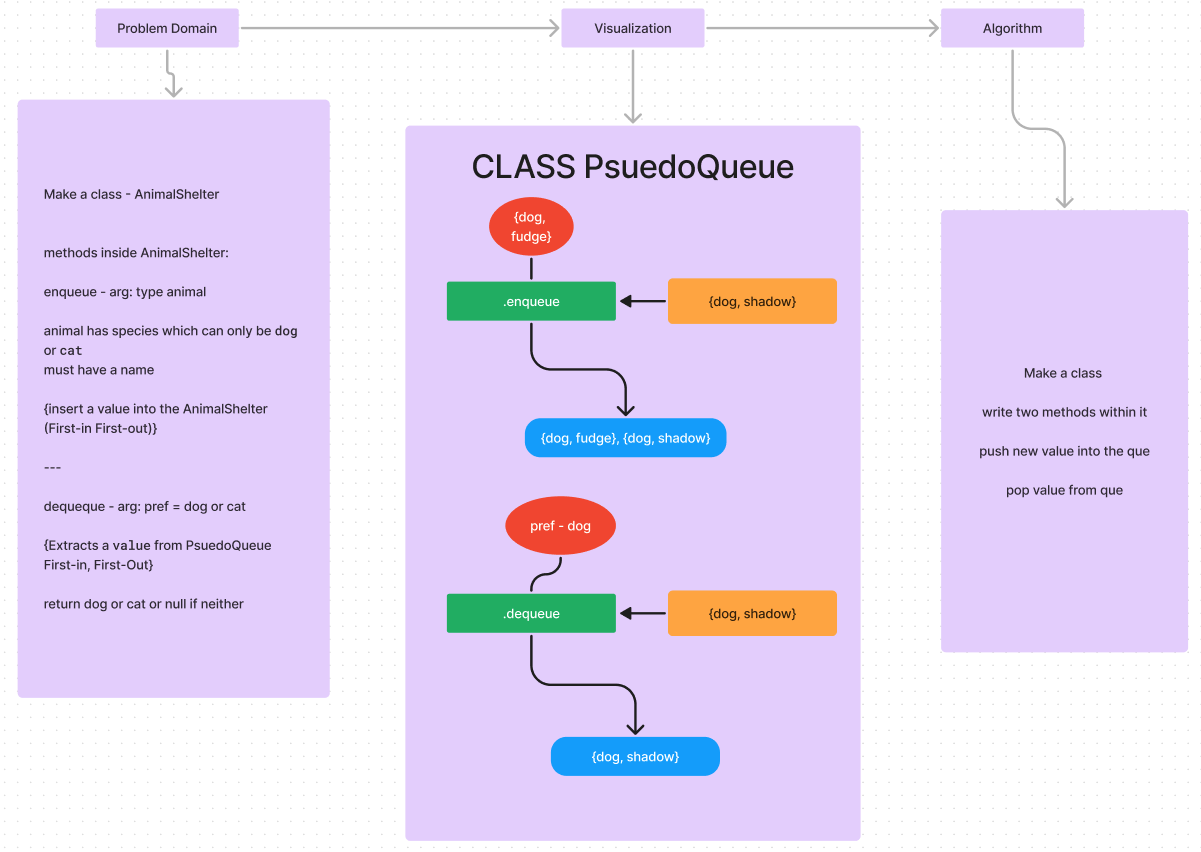 Problem Domain
Visualization
Algorithm
Make a class - AnimalShelter
methods inside AnimalShelter:
enqueue - arg: type animal
animal has species which can only be dog
or cat
must have a name
{insert a value into the AnimalShelter
(First-in First-out)}
---
dequeque - arg: pref = dog or cat
{Extracts a value from PsuedoQueue
First-in, First-Out}
return dog or cat or null if neither
CLASS PsuedoQueue
{dog,
fudge}
.enqueue
{dog, shadow}
{dog, fudge}, {dog, shadow}
pref - dog
.dequeue
{dog, shadow}
{dog, shadow}
Make a class
write two methods within it
push new value into the que
pop value from que